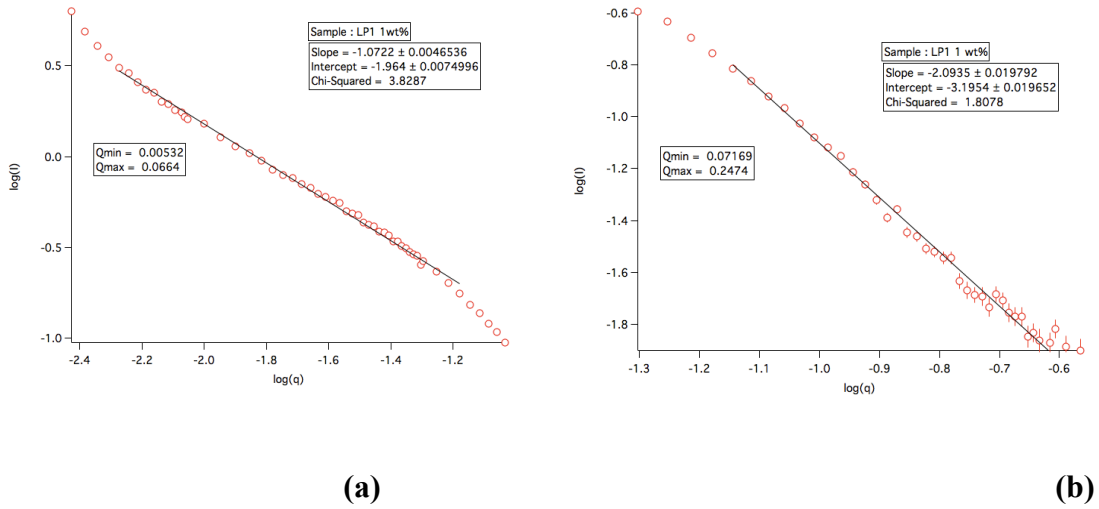 Sample : LP1 1wt%
Slope = -1.0722 ± 0.0046536
Intercept = -1.964 ± 0.0074996
Chi-Squared = 3.8287
Qmin = 0.00532
Qmax = 0.0664
0.5
0.0
-0.5
-1.0
log(I)
-2.4 -2.2 -2.0 -1.8 -1.6 -1.4 -1.2
log(q)
(a)
Sample : LP1 1 wt%
Slope = -2.0935 ± 0.019792
Intercept = -3.1954 ± 0.019652
Chi-Squared = 1.8078
Qmin = 0.07169
Qmax = 0.2474
-0.6
-0.8
-1.0
-1.2
-1.4
-1.6
-1.8
log(I)
-1.3 -1.2 -1.1 -1.0 -0.9 -0.8 -0.7 -0.6
log(q)
(b)